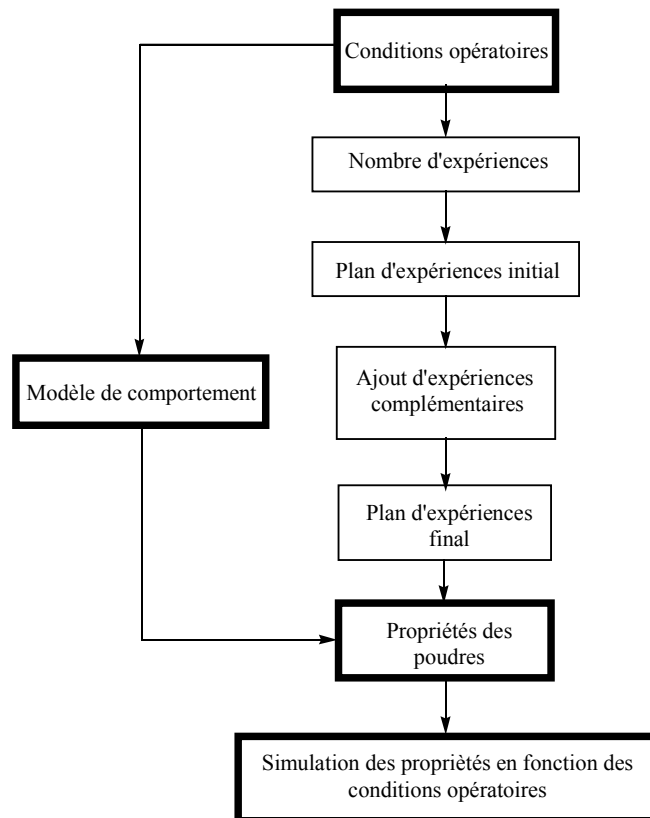 Conditions opératoires
Nombre d'expériences
Plan d'expériences initial
Modèle de comportement
Ajout d'expériences
complémentaires
Plan d'expériences
final
Propriétés des
poudres
Simulation des propriètés en fonction des
conditions opératoires